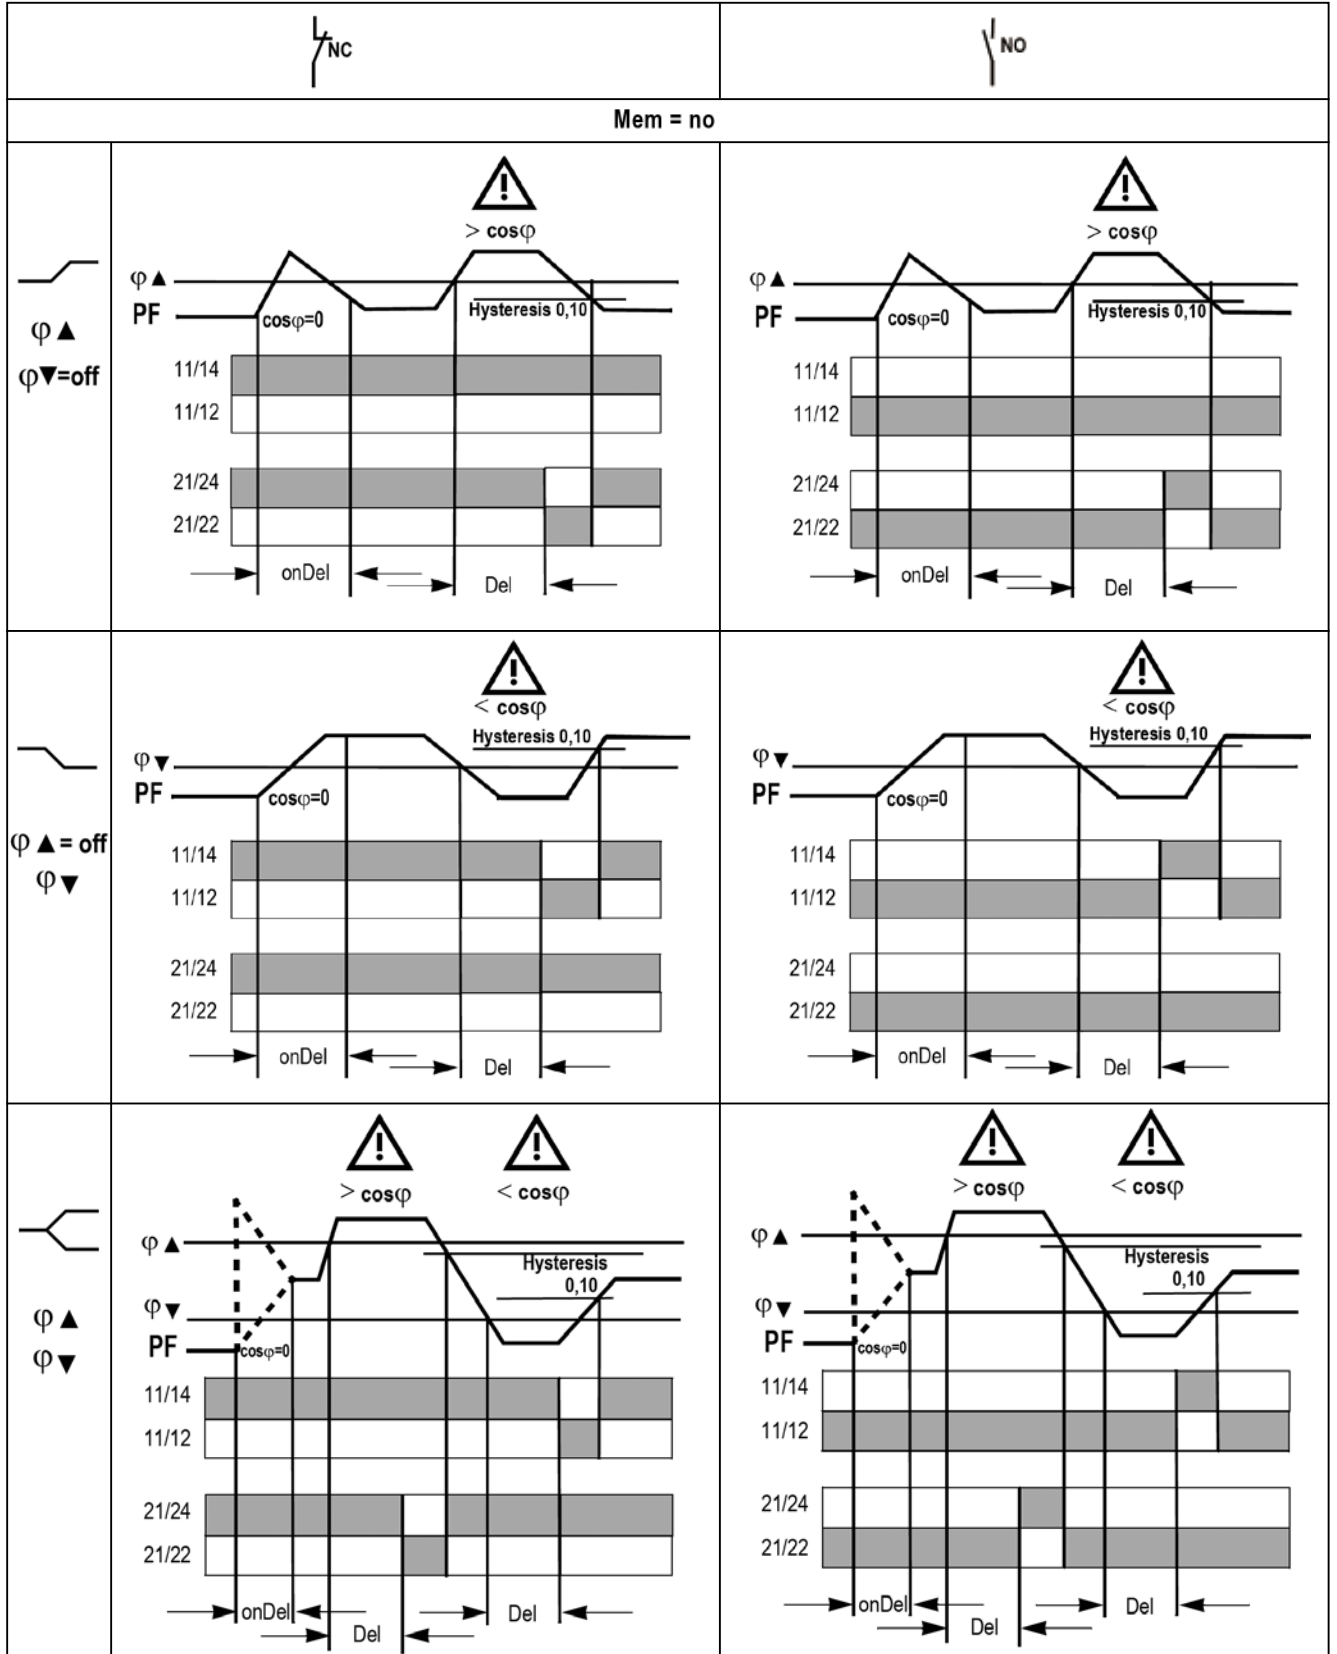 NC
NO
Mem = no
φ ▲
φ▼=off
> cosφ
φ ▲
PF
cosφ=0
Hysteresis 0,10
11/14
11/12
21/24
21/22
onDel
Del
> cosφ
φ ▲
PF
cosφ=0
Hysteresis 0,10
11/14
11/12
21/24
21/22
onDel
Del
φ ▲ = off
φ ▼
< cosφ
Hysteresis 0,10
φ ▼
PF
cosφ=0
11/14
11/12
21/24
21/22
onDel
Del
< cosφ
Hysteresis 0,10
φ ▼
PF
cosφ=0
11/14
11/12
21/24
21/22
onDel
Del
φ ▲
φ ▼
> cosφ < cosφ
φ ▲
Hysteresis
0,10
φ ▼
PF
cosφ=0
11/14
11/12
21/24
21/22
onDel
Del
Del
> cosφ < cosφ
φ ▲
Hysteresis
0,10
φ ▼
PF
cosφ=0
11/14
11/12
21/24
21/22
onDel
Del
Del